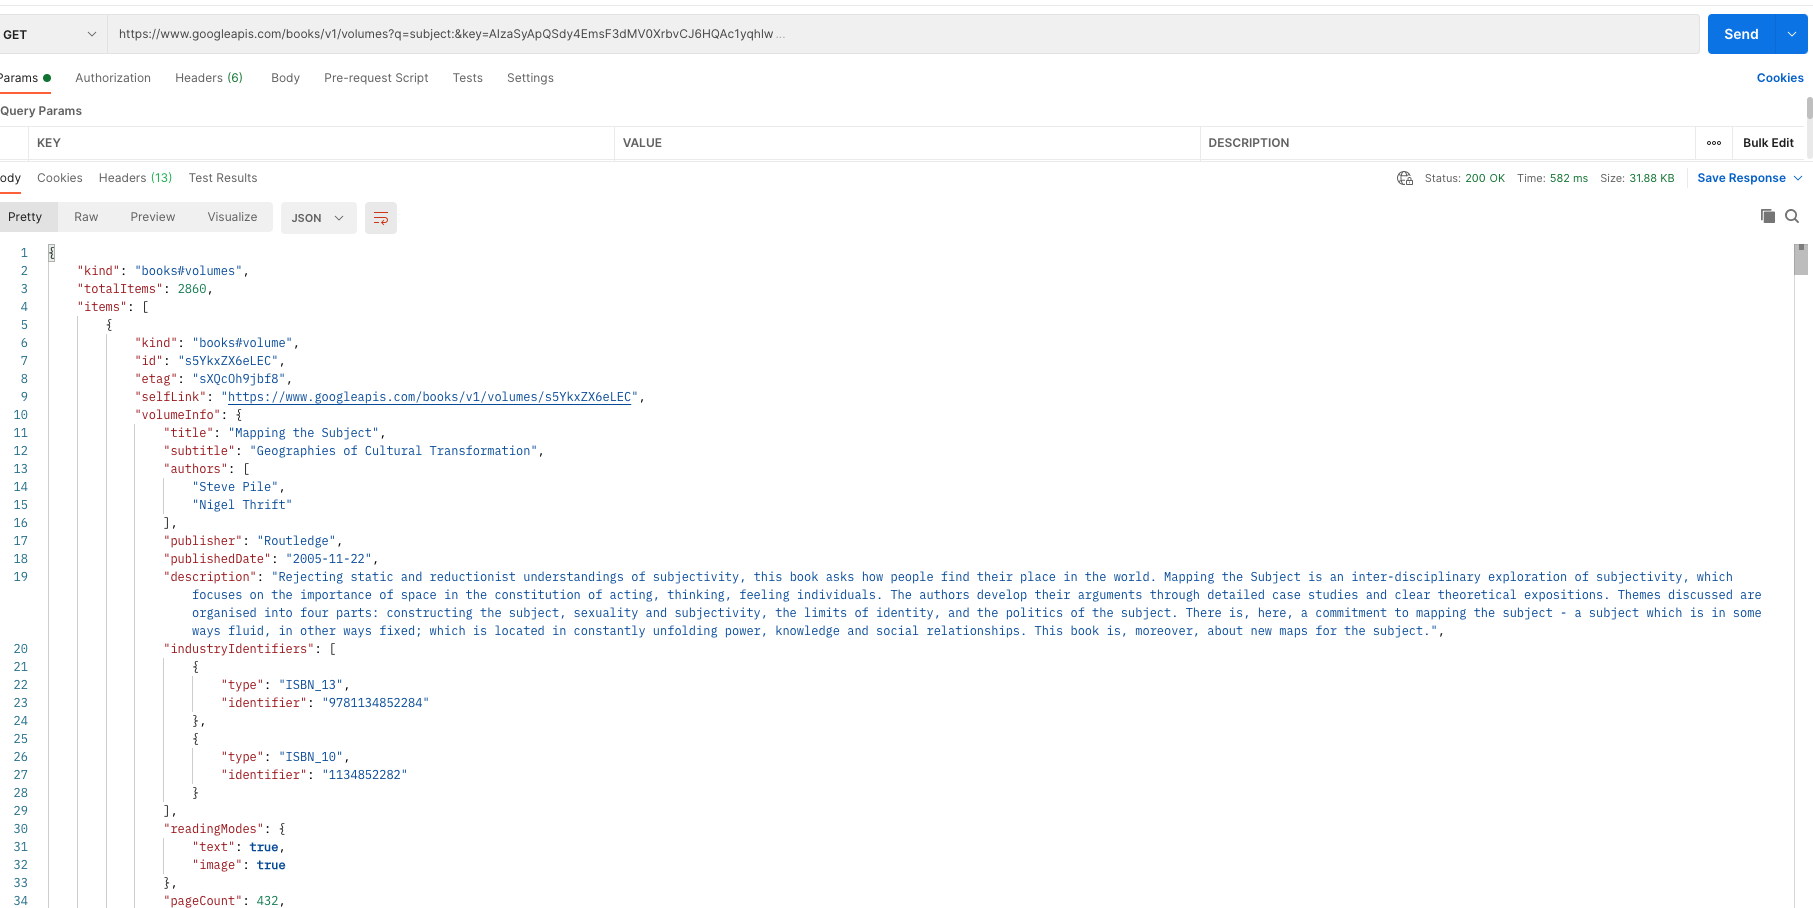 GET https://www.googleapis.com/books/v1/volumes?q=subject:&key=AIzaSyApQSdy4EmsF3dMV0XrbvCJ6HQAc1yqhlw ... Send
Params Authorization Headers (6) Body Pre-request Script Tests Settings Cookies
Query Params
KEY VALUE DESCRIPTION ooo Bulk Edit
ody Cookies Headers (13) Test Results Status: 200 OK Time: 582 ms Size: 31.88 KB Save Response
Pretty Raw Preview Visualize JSON
1 {
2 "kind": "books#volumes",
3 "totalItems": 2860,
4 "items": [
5 {
6 "kind": "books#volume",
7 "id": "s5YkxZX6eLEC",
8 "etag": "sXQcOh9jbf8",
9 "selfLink": "https://www.googleapis.com/books/v1/volumes/s5YkxZX6eLEC",
10 "volumeInfo": {
11 "title": "Mapping the Subject",
12 "subtitle": "Geographies of Cultural Transformation",
13 "authors": [
14 "Steve Pile",
15 "Nigel Thrift"
16 ],
17 "publisher": "Routledge",
18 "publishedDate": "2005-11-22",
19 "description": "Rejecting static and reductionist understandings of subjectivity, this book asks how people find their place in the world. Mapping the Subject is an inter-disciplinary exploration of subjectivity, which
focuses on the importance of space in the constitution of acting, thinking, feeling individuals. The authors develop their arguments through detailed case studies and clear theoretical expositions. Themes discussed are
organised into four parts: constructing the subject, sexuality and subjectivity, the limits of identity, and the politics of the subject. There is, here, a commitment to mapping the subject - a subject which is in some
ways fluid, in other ways fixed; which is located in constantly unfolding power, knowledge and social relationships. This book is, moreover, about new maps for the subject.",
20 "industryIdentifiers": [
21 {
22 "type": "ISBN_13",
23 "identifier": "9781134852284"
24 },
25 {
26 "type": "ISBN_10",
27 "identifier": "1134852282"
28 }
29 ],
30 "readingModes": {
31 "text": true,
32 "image": true
33 },
34 "pageCount": 432,